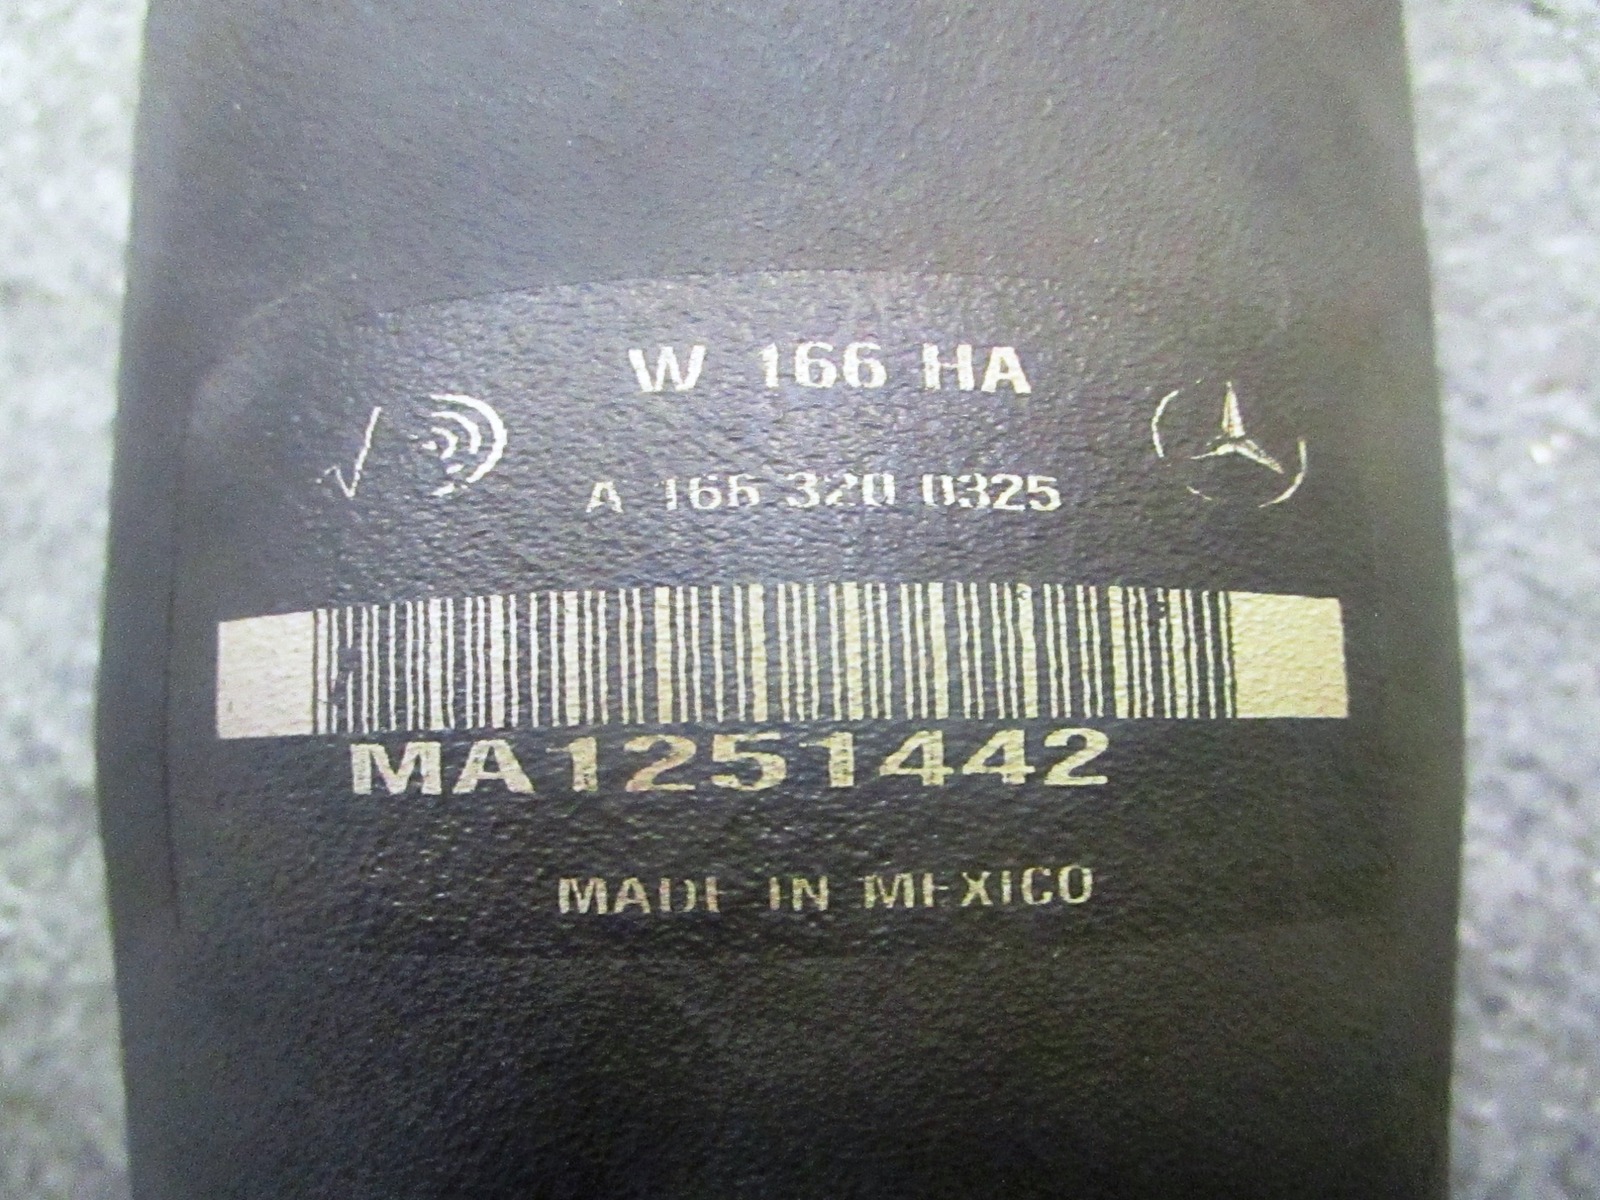 W 166 HA
A 166 320 0325
MA1251442
MADE IN MEXICO